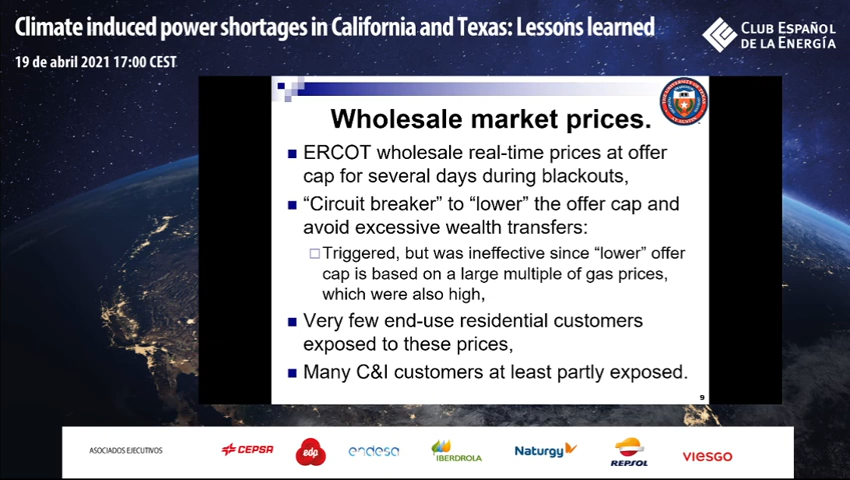 Climate induced power shortages in California and Texas: Lessons learned
19 de abril 2021 17:00 CEST
CLUB ESPAÑOL
DE LA ENERGÍA
Wholesale market prices.
ERCOT wholesale real-time prices at offer
cap for several days during blackouts,
“Circuit breaker” to “lower” the offer cap and
avoid excessive wealth transfers:
Triggered, but was ineffective since “lower” offer
cap is based on a large multiple of gas prices,
which were also high,
Very few end-use residential customers
exposed to these prices,
Many C&I customers at least partly exposed.
9
ASOCIADOS EJECUTIVOS
CEPSA
edp
endesa
IBERDROLA
Naturgy
REPSOL
VIESGO